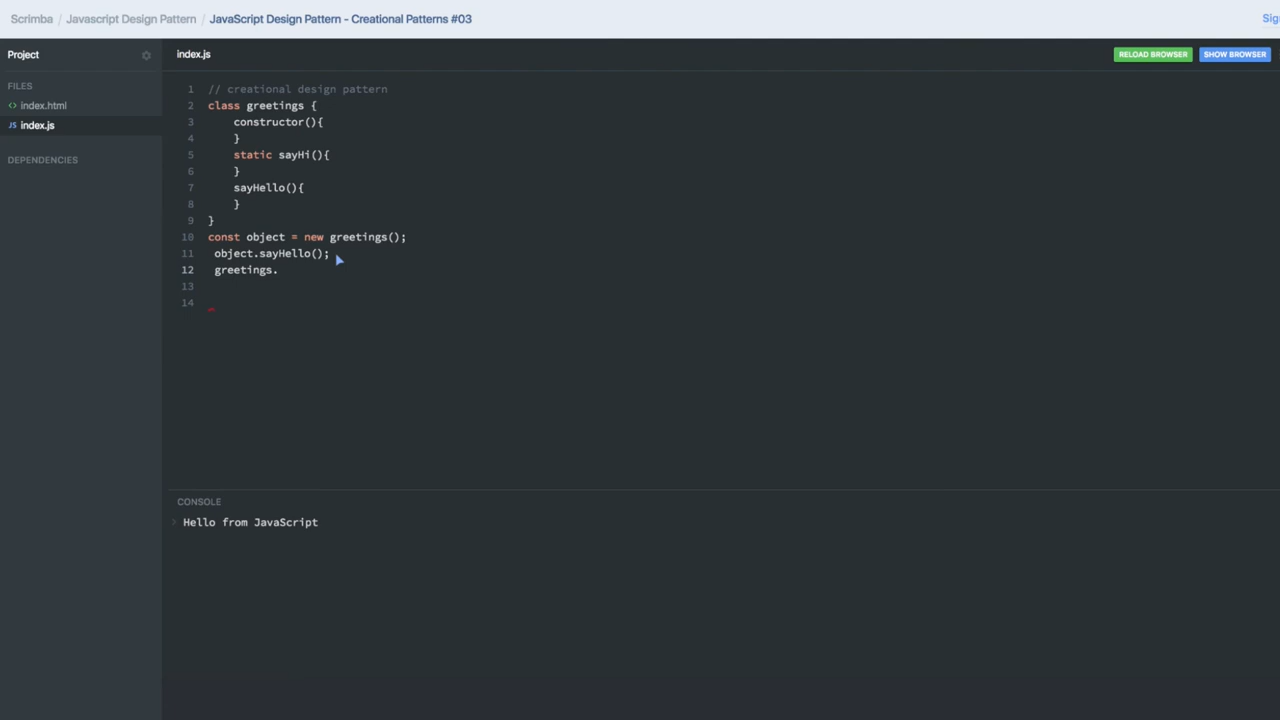 Scrimba / Javascript Design Pattern / JavaScript Design Pattern - Creational Patterns #03
Project
index.js
RELOAD BROWSER
SHOW BROWSER
FILES
<> index.html
JS index.js
DEPENDENCIES
1 // creational design pattern
2 class greetings {
3 constructor(){
4 }
5 static sayHi(){
6 }
7 sayHello(){
8 }
9 }
10 const object = new greetings();
11 object.sayHello();
12 greetings.
13
14
CONSOLE
> Hello from JavaScript